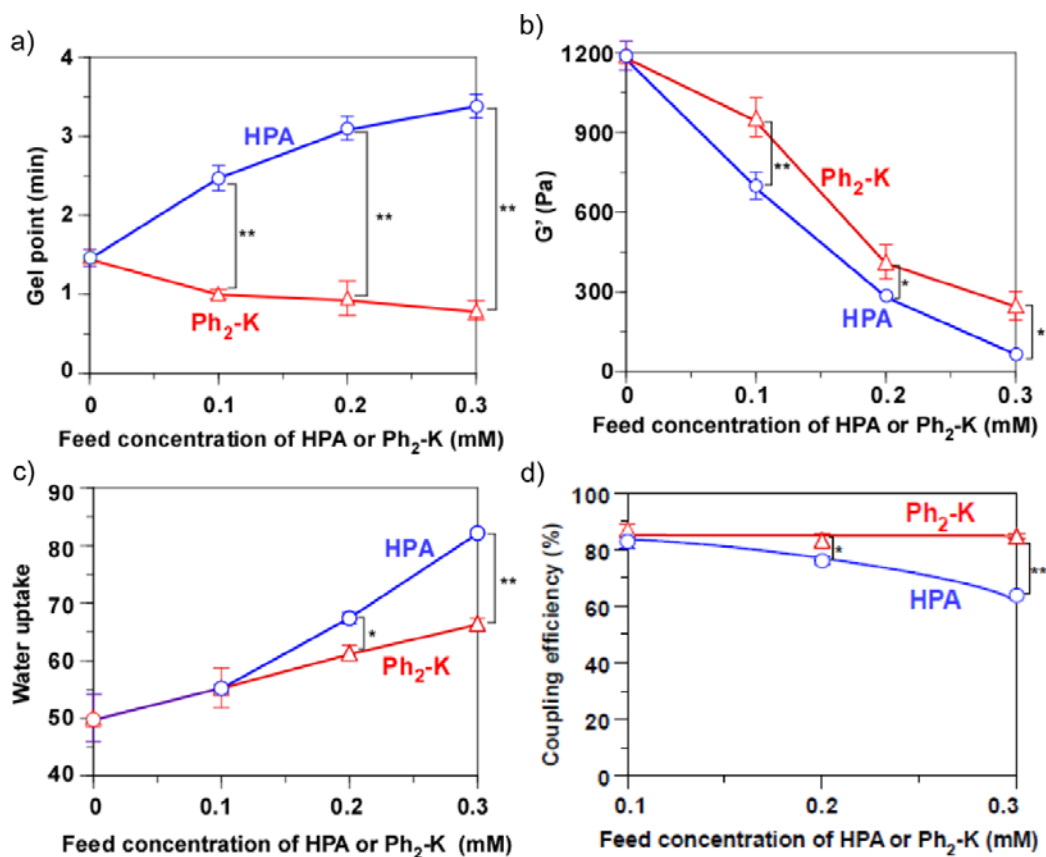 a)
4
3
2
1
0
Gel point (min)
HPA
Ph2-K
**
**
**
0 0.1 0.2 0.3
Feed concentration of HPA or Ph2-K (mM)
b)
1200
900
600
300
0
G' (Pa)
Ph2-K
HPA
**
*
*
0 0.1 0.2 0.3
Feed concentration of HPA or Ph2-K (mM)
c)
90
80
70
60
50
40
Water uptake
HPA
Ph2-K
*
**
0 0.1 0.2 0.3
Feed concentration of HPA or Ph2-K (mM)
d)
100
80
60
40
20
0
Coupling efficiency (%)
Ph2-K
HPA
*
**
0.1 0.2 0.3
Feed concentration of HPA or Ph2-K (mM)